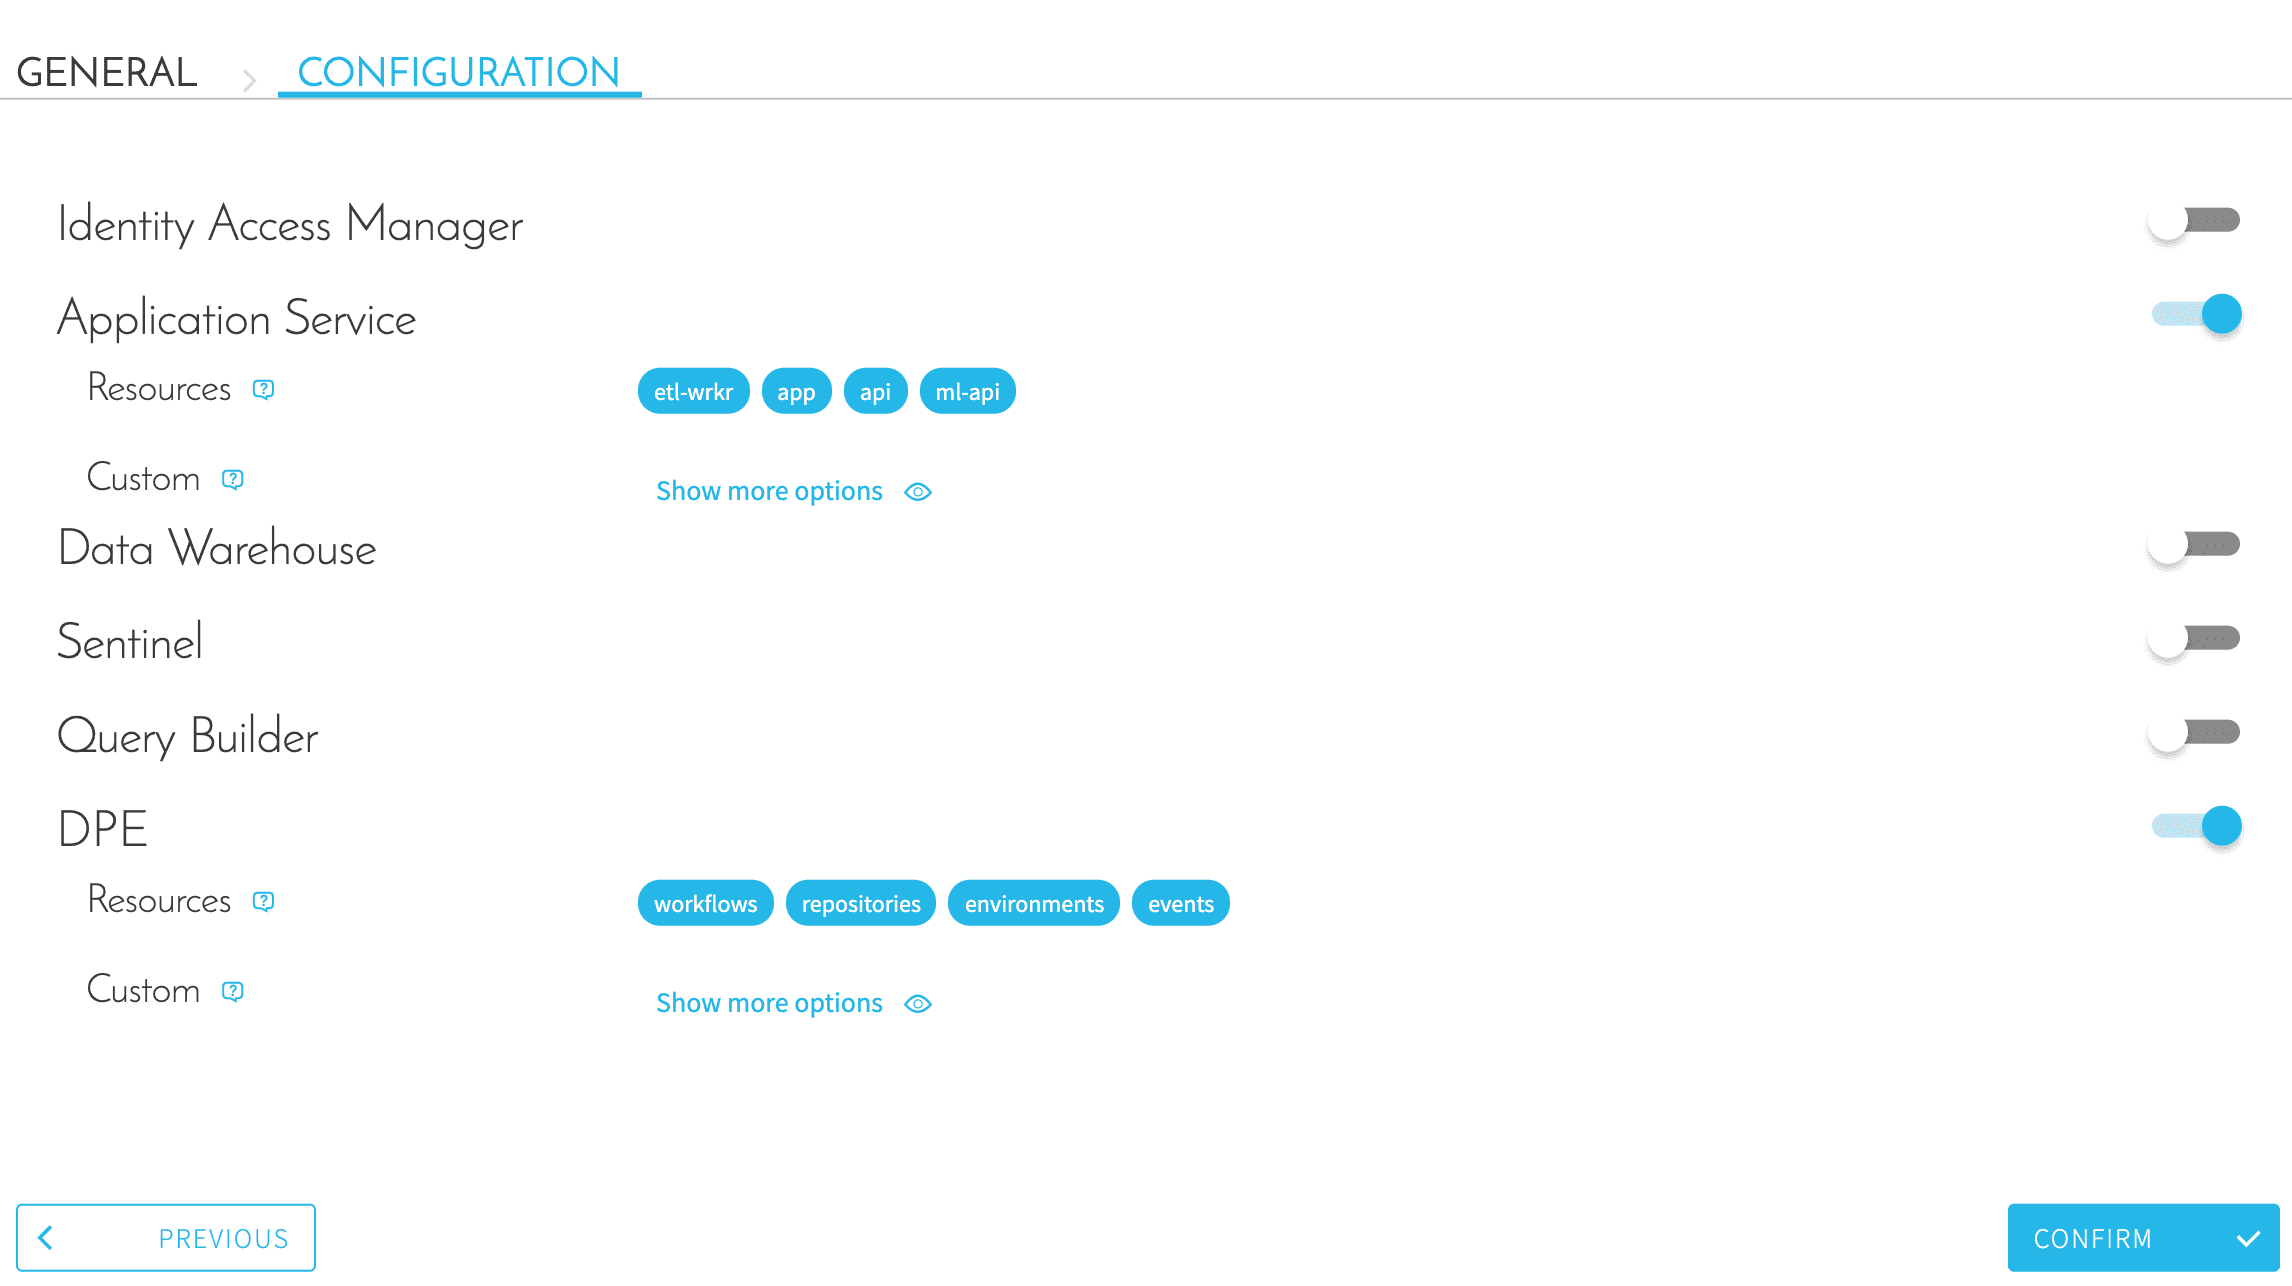 GENERAL > CONFIGURATION
Identity Access Manager
Application Service
Resources ? etl-wrkr app api ml-api
Custom ? Show more options
Data Warehouse
Sentinel
Query Builder
DPE
Resources ? workflows repositories environments events
Custom ? Show more options
PREVIOUS CONFIRM